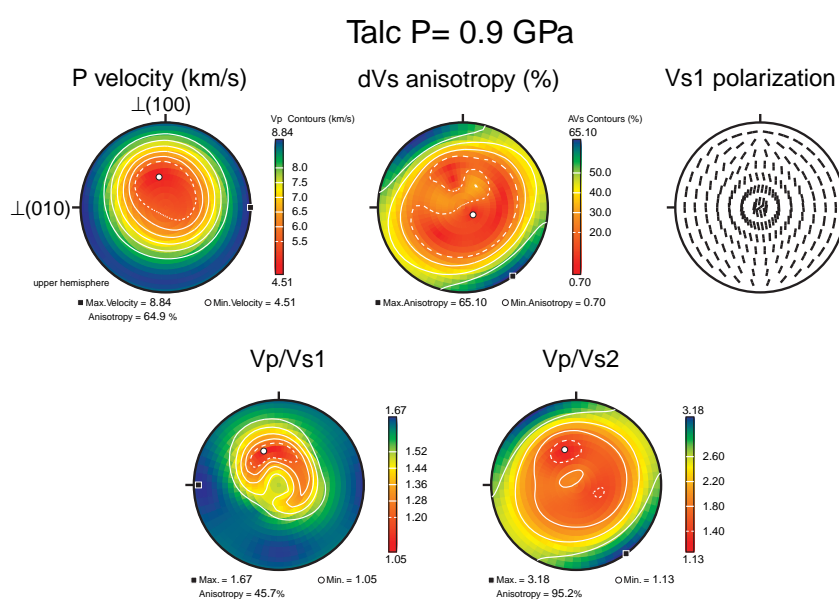 Talc P= 0.9 GPa
P velocity (km/s)
dVs anisotropy (%)
Vs1 polarization
⊥(100)
⊥(010)
Vp Contours (km/s)
8.84
8.0
7.5
7.0
6.5
6.0
5.5
4.51
upper hemisphere
■ Max.Velocity = 8.84 ○ Min.Velocity = 4.51
Anisotropy = 64.9 %
AVs Contours (%)
65.10
50.0
40.0
30.0
20.0
0.70
■ Max.Anisotropy = 65.10 ○ Min.Anisotropy = 0.70
Vp/Vs1
1.67
1.52
1.44
1.36
1.28
1.20
1.05
■ Max. = 1.67 ○ Min. = 1.05
Anisotropy = 45.7%
Vp/Vs2
3.18
2.60
2.20
1.80
1.40
1.13
■ Max. = 3.18 ○ Min. = 1.13
Anisotropy = 95.2%